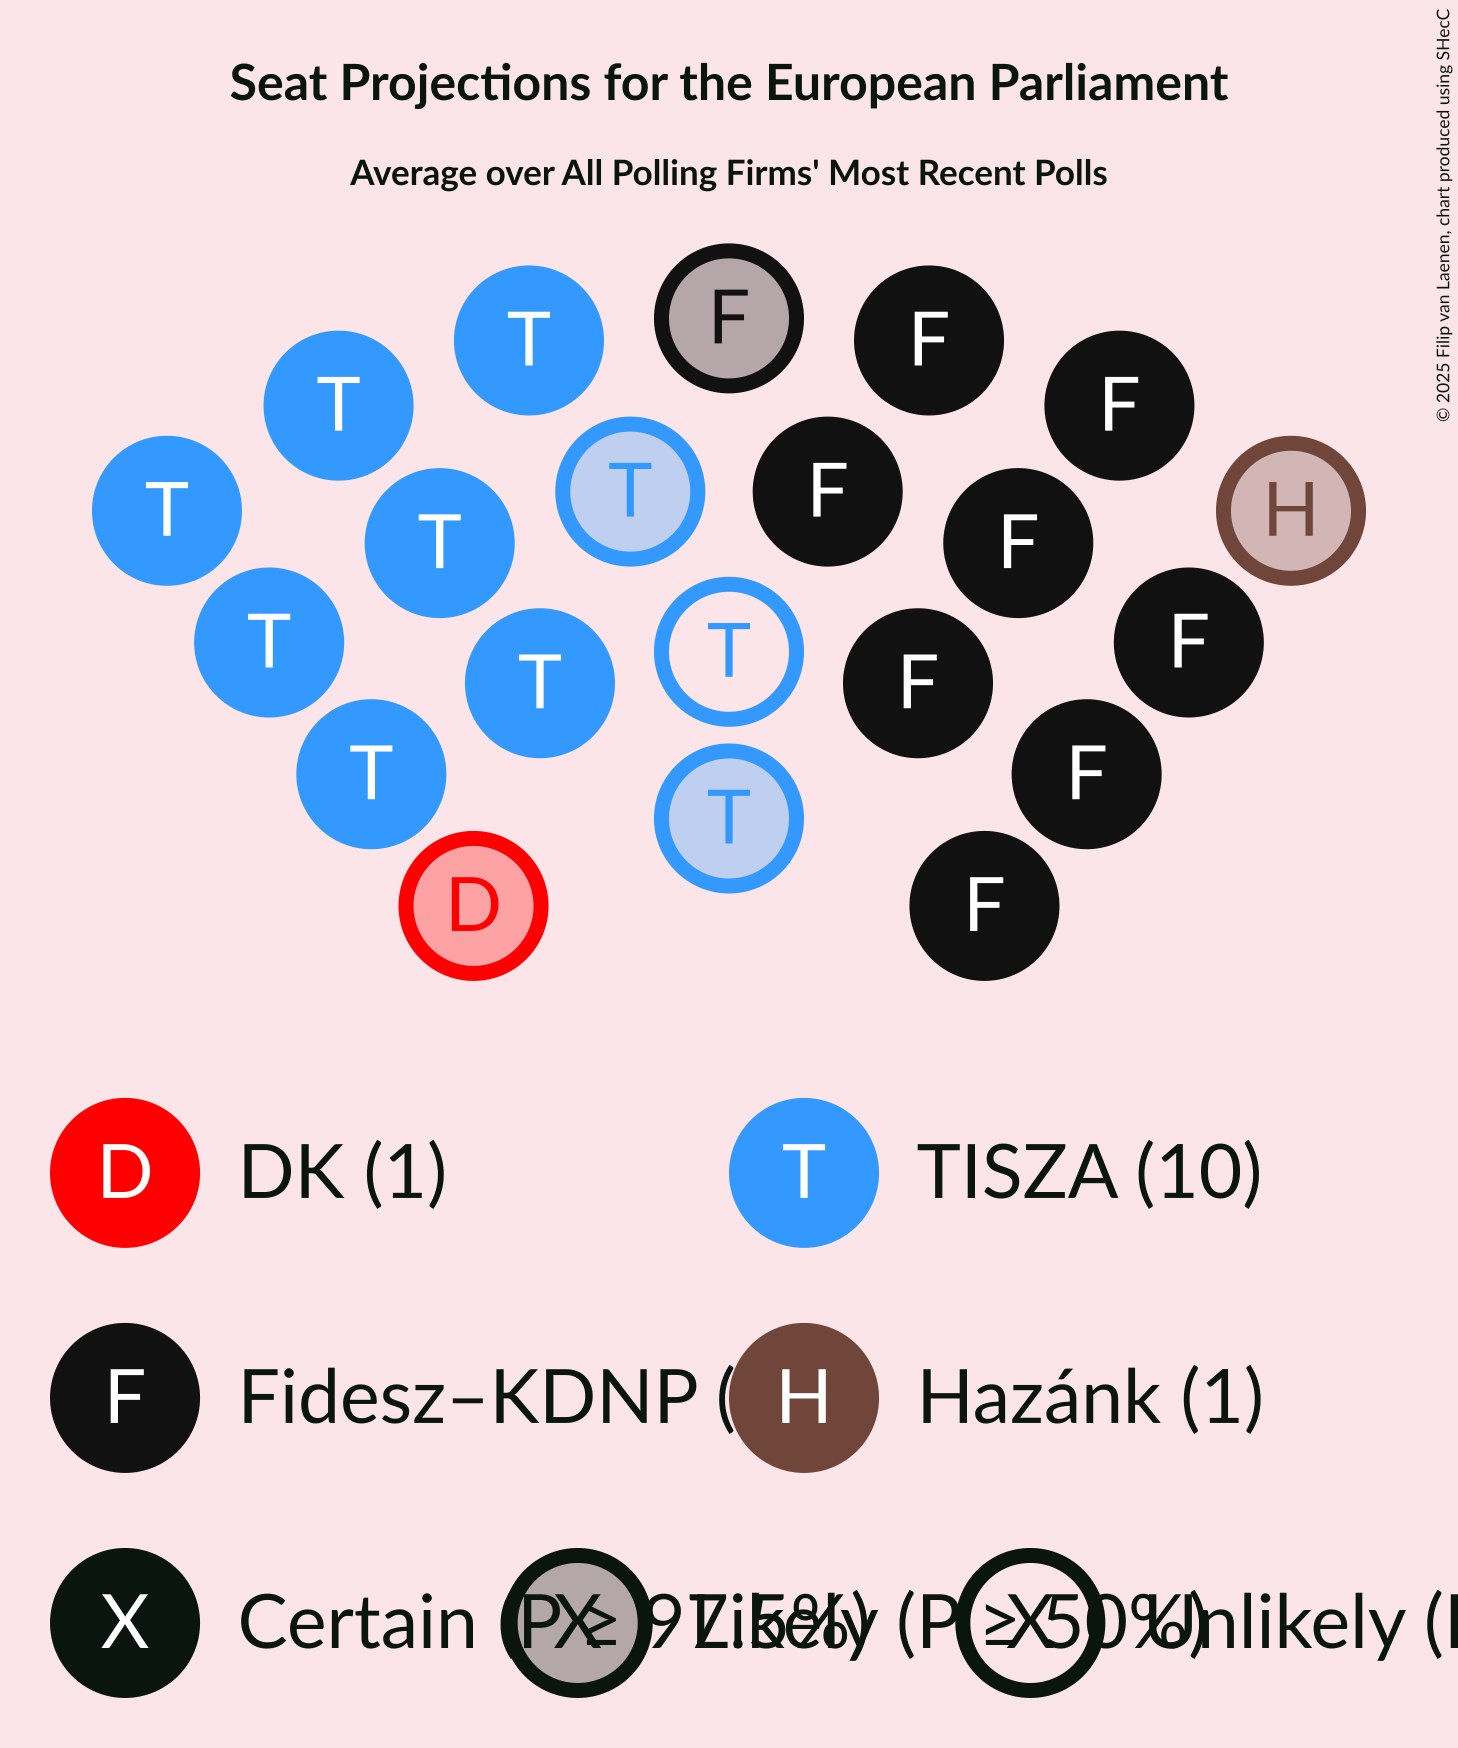 Seat Projections for the European Parliament
Average over All Polling Firms' Most Recent Polls
© 2025 Filip van Laenen, chart produced using SHecC
F
T F
T F
T F
T H
T F
T
T F
T
T F
T F
T
D F
D DK (1)
T TISZA (10)
F Fidesz–KDNP (
H Hazánk (1)
X Certain (P ≥ 97.5%)
X Likely (P ≥ 50%)
X Unlikely (